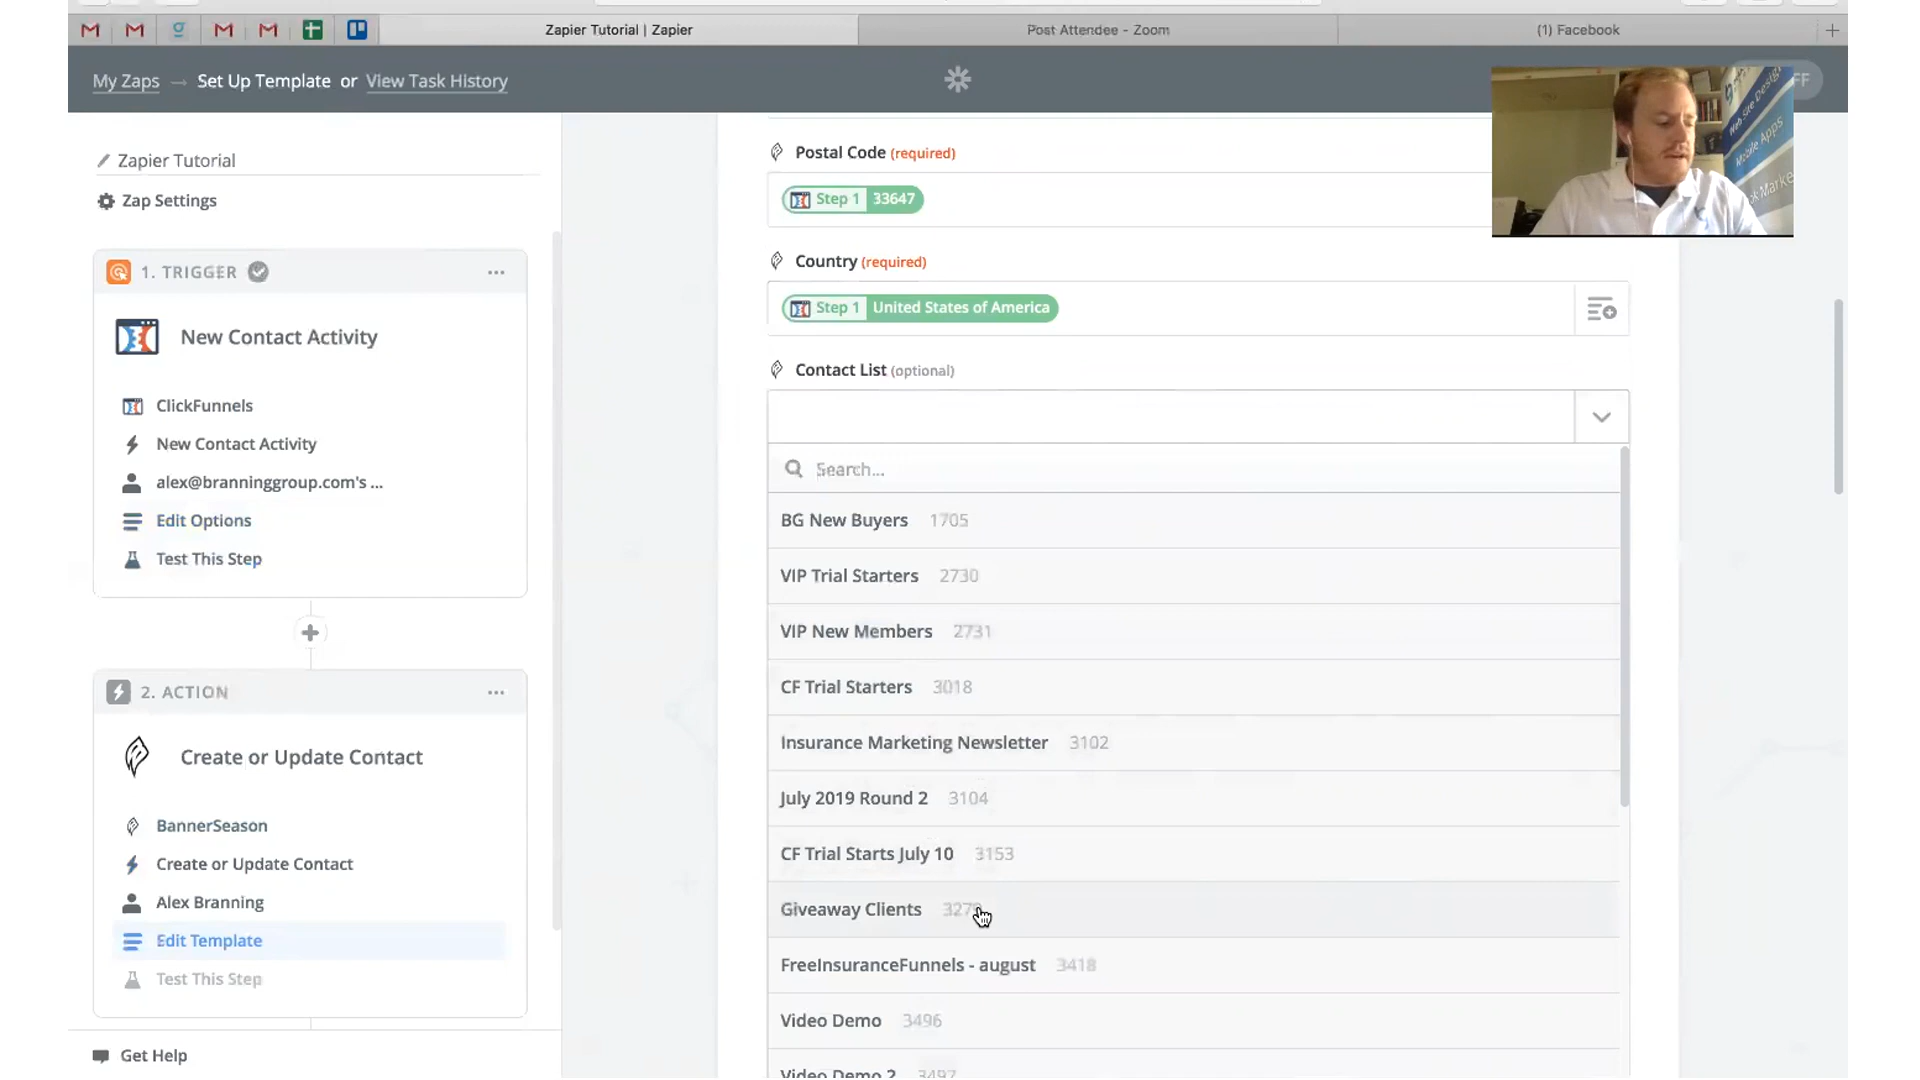 Zapier Tutorial | Zapier
Post Attendee - Zoom
(1) Facebook
My Zaps → Set Up Template or View Task History
FF
Zapier Tutorial
Zap Settings
1. TRIGGER
New Contact Activity
ClickFunnels
New Contact Activity
alex@branninggroup.com's ...
Edit Options
Test This Step
2. ACTION
Create or Update Contact
BannerSeason
Create or Update Contact
Alex Branning
Edit Template
Test This Step
Get Help
Postal Code (required)
Step 1 33647
Country (required)
Step 1 United States of America
Contact List (optional)
Search...
BG New Buyers 1705
VIP Trial Starters 2730
VIP New Members 2731
CF Trial Starters 3018
Insurance Marketing Newsletter 3102
July 2019 Round 2 3104
CF Trial Starts July 10 3153
Giveaway Clients
FreeInsuranceFunnels - august 3418
Video Demo 3496
Video Demo 2 3497
Web Site Design
Mobile Apps